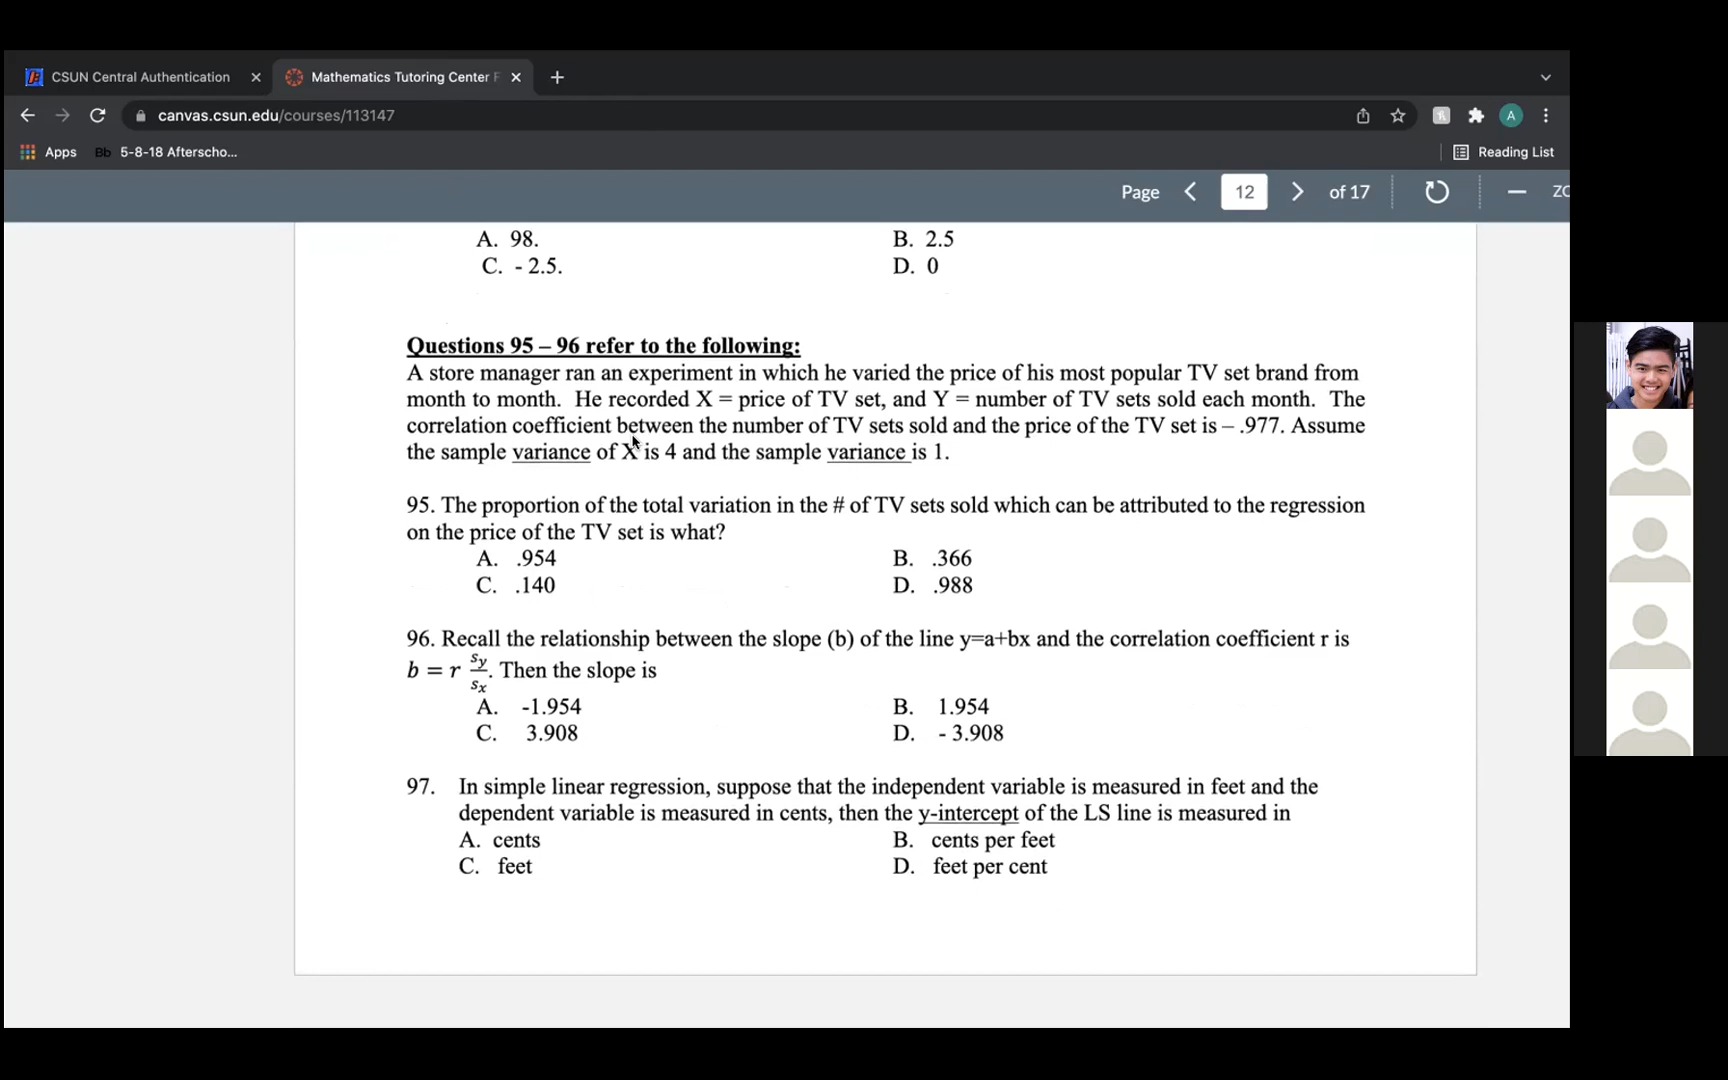 CSUN Central Authentication
Mathematics Tutoring Center F
canvas.csun.edu/courses/113147
A
Apps
Bb 5-8-18 Afterscho...
Reading List
Page 12 of 17
ZO
A. 98. B. 2.5
C. - 2.5. D. 0
Questions 95 – 96 refer to the following:
A store manager ran an experiment in which he varied the price of his most popular TV set brand from
month to month. He recorded X = price of TV set, and Y = number of TV sets sold each month. The
correlation coefficient between the number of TV sets sold and the price of the TV set is – .977. Assume
the sample variance of X is 4 and the sample variance is 1.
95. The proportion of the total variation in the # of TV sets sold which can be attributed to the regression
on the price of the TV set is what?
A. .954 B. .366
C. .140 D. .988
96. Recall the relationship between the slope (b) of the line y=a+bx and the correlation coefficient r is
b = r sy/sx. Then the slope is
A. -1.954 B. 1.954
C. 3.908 D. - 3.908
97. In simple linear regression, suppose that the independent variable is measured in feet and the
dependent variable is measured in cents, then the y-intercept of the LS line is measured in
A. cents B. cents per feet
C. feet D. feet per cent